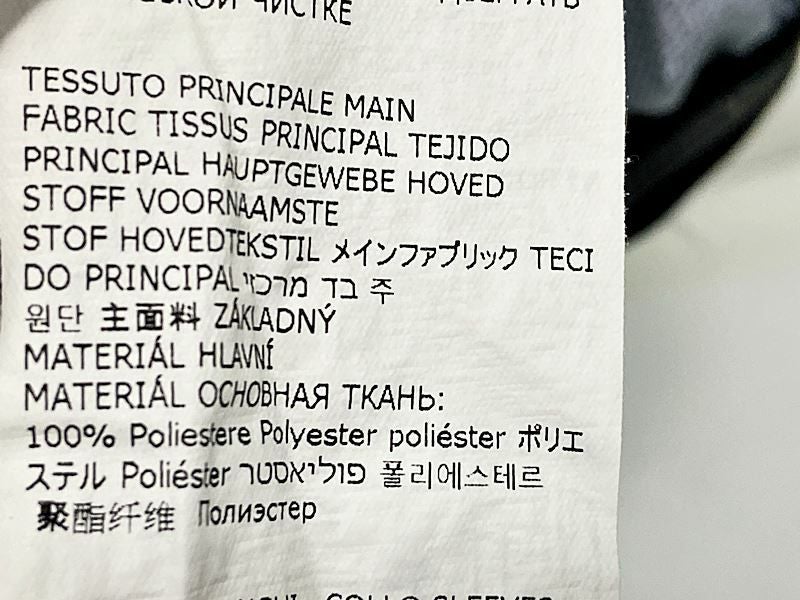 ЧИСТКЕ
TESSUTO PRINCIPALE MAIN
FABRIC TISSUS PRINCIPAL TEJIDO
PRINCIPAL HAUPTGEWEBE HOVED
STOFF VOORNAAMSTE
STOF HOVEDTEKSTIL メインファブリック TECI
DO PRINCIPAL בד מרכזי 주
원단 主面料 ZÁKLADNÝ
MATERIÁL HLAVNÍ
MATERIÁL ОСНОВНАЯ ТКАНЬ:
100% Poliestere Polyester poliéster ポリエ
ステル Poliéster פוליאסטר 폴리에스테르
聚酯纤维 Полиэстер